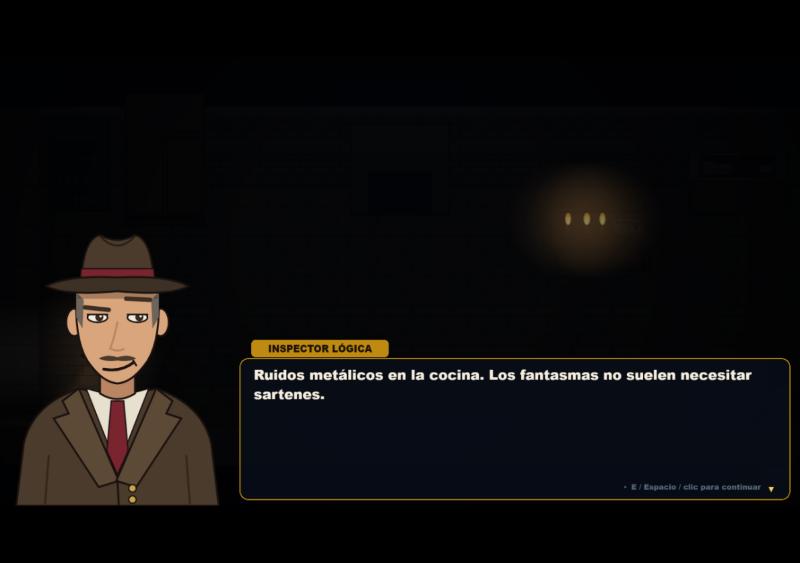 INSPECTOR LÓGICA
Ruidos metálicos en la cocina. Los fantasmas no suelen necesitar
sartenes.
• E / Espacio / clic para continuar ▼